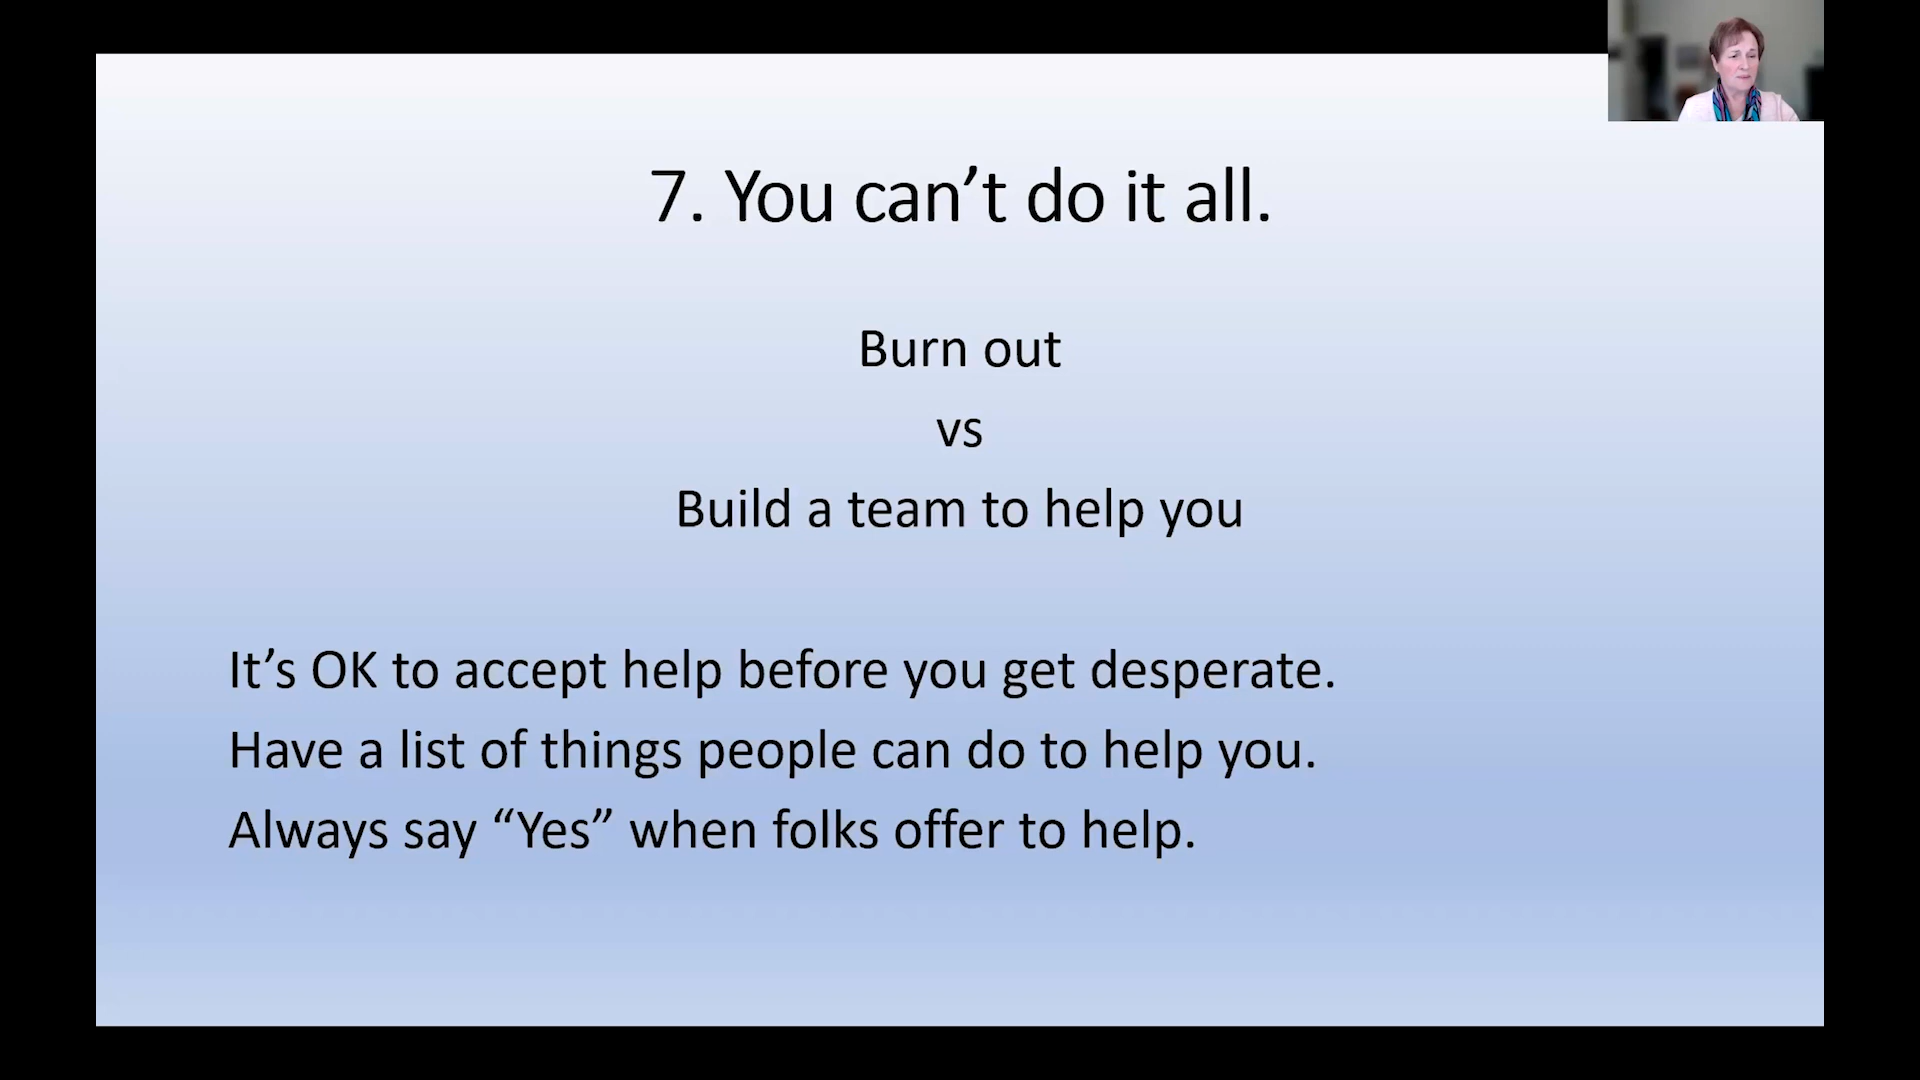 7. You can’t do it all.
Burn out
vs
Build a team to help you
It’s OK to accept help before you get desperate.
Have a list of things people can do to help you.
Always say “Yes” when folks offer to help.